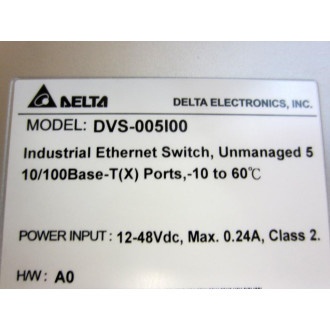 DELTA DELTA ELECTRONICS, INC.
MODEL: DVS-005I00
Industrial Ethernet Switch, Unmanaged 5
10/100Base-T(X) Ports,-10 to 60℃
POWER INPUT : 12-48Vdc, Max. 0.24A, Class 2.
H/W: A0